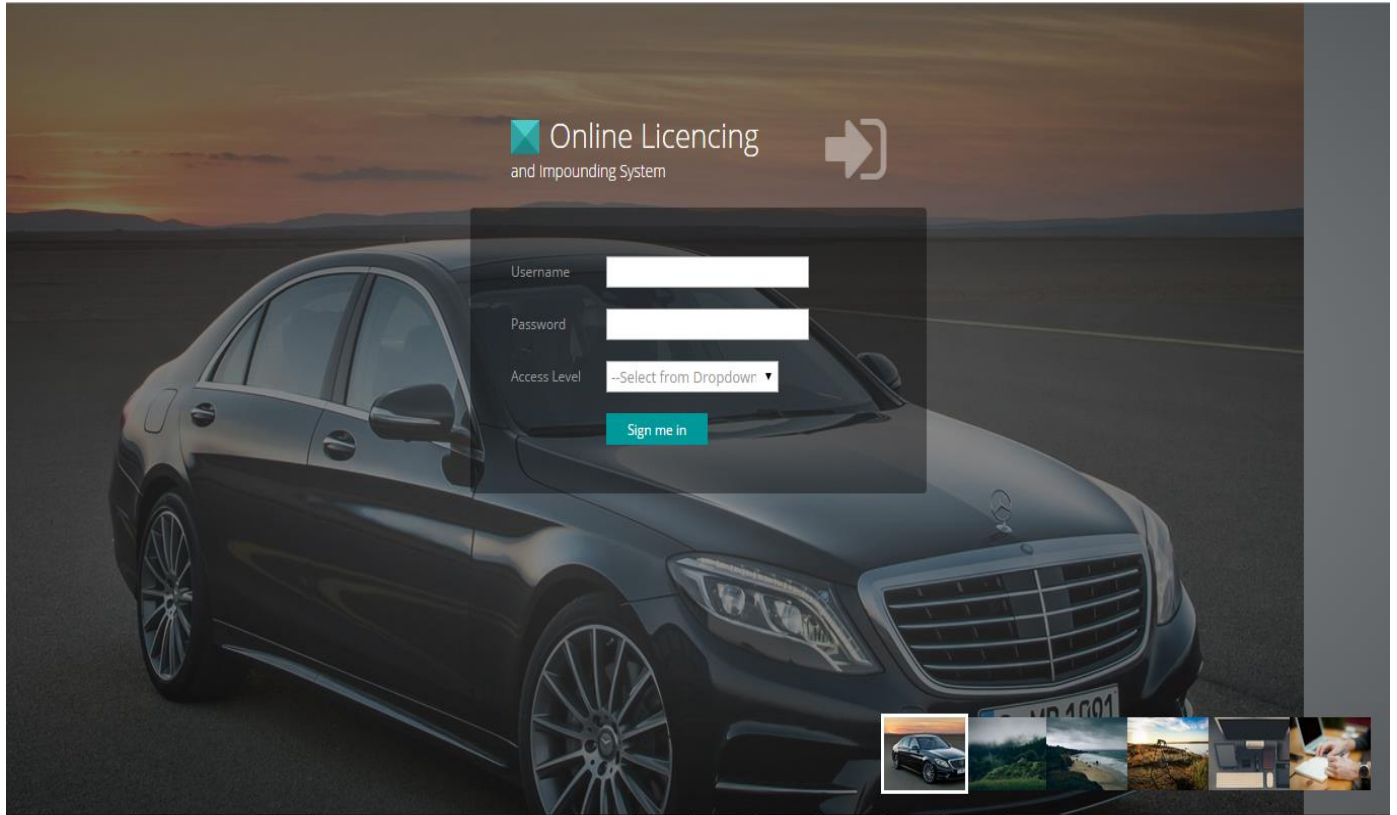 Online Licencing
and Impounding System
Username
Password
Access Level
--Select from Dropdown
Sign me in